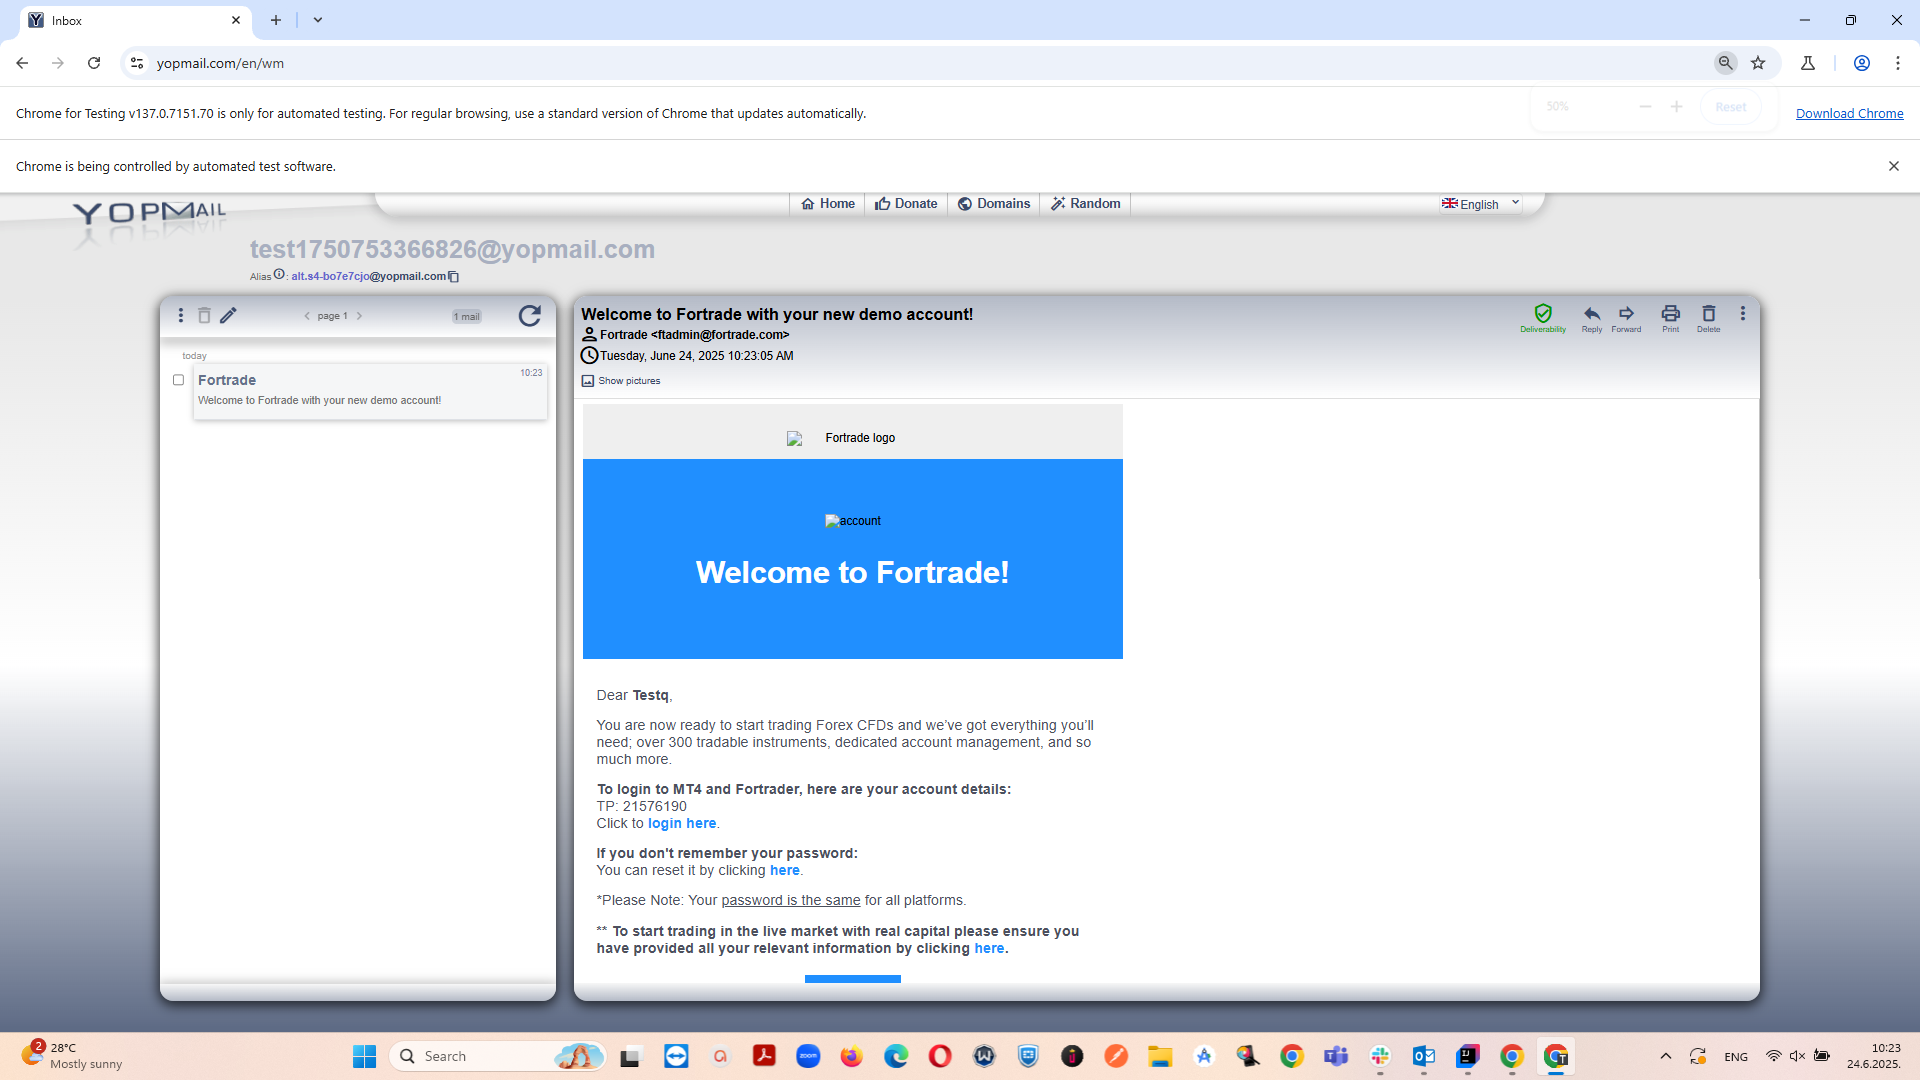 Inbox
yopmail.com/en/wm
Chrome for Testing v137.0.7151.70 is only for automated testing. For regular browsing, use a standard version of Chrome that updates automatically.
50%
Reset
Download Chrome
Chrome is being controlled by automated test software.
YOPMAIL
Home
Donate
Domains
Random
English
test1750753366826@yopmail.com
Alias : alt.s4-bo7e7cjo@yopmail.com
page 1
1 mail
today
Fortrade
10:23
Welcome to Fortrade with your new demo account!
Welcome to Fortrade with your new demo account!
Fortrade <ftadmin@fortrade.com>
Tuesday, June 24, 2025 10:23:05 AM
Show pictures
Deliverability
Reply
Forward
Print
Delete
Fortrade logo
account
Welcome to Fortrade!
Dear Testq,
You are now ready to start trading Forex CFDs and we’ve got everything you’ll
need; over 300 tradable instruments, dedicated account management, and so
much more.
To login to MT4 and Fortrader, here are your account details:
TP: 21576190
Click to login here.
If you don't remember your password:
You can reset it by clicking here.
*Please Note: Your password is the same for all platforms.
** To start trading in the live market with real capital please ensure you
have provided all your relevant information by clicking here.
2
28°C
Mostly sunny
Search
zoom
ENG
10:23
24.6.2025.